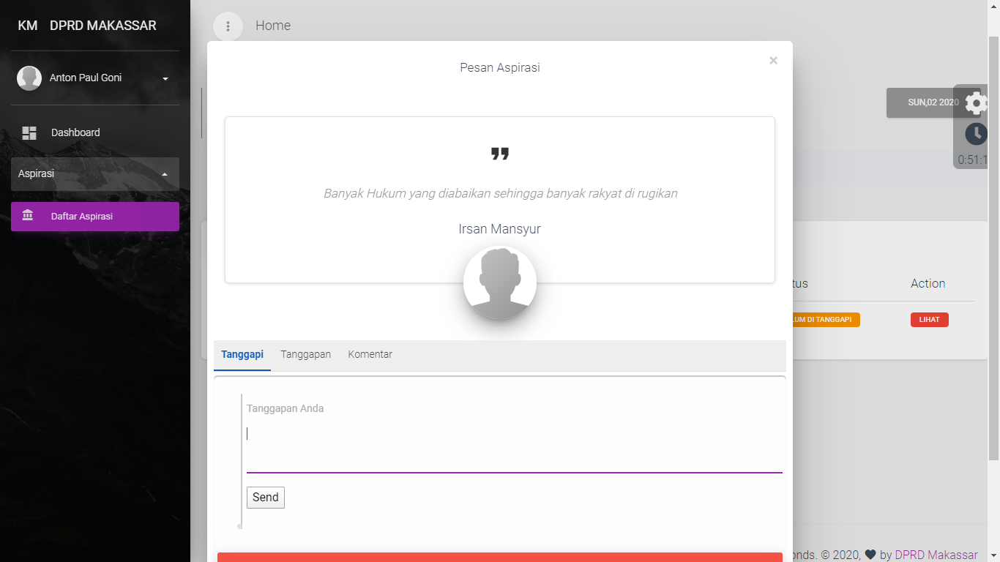 KM DPRD MAKASSAR
Anton Paul Goni
Dashboard
Aspirasi
Daftar Aspirasi
Home
Pesan Aspirasi
×
Banyak Hukum yang diabaikan sehingga banyak rakyat di rugikan
Irsan Mansyur
Tanggapi Tanggapan Komentar
Tanggapan Anda
Send
SUN,02 2020
0:51:1
tus Action
LUM DI TANGGAPI LIHAT
onds. © 2020, by DPRD Makassar